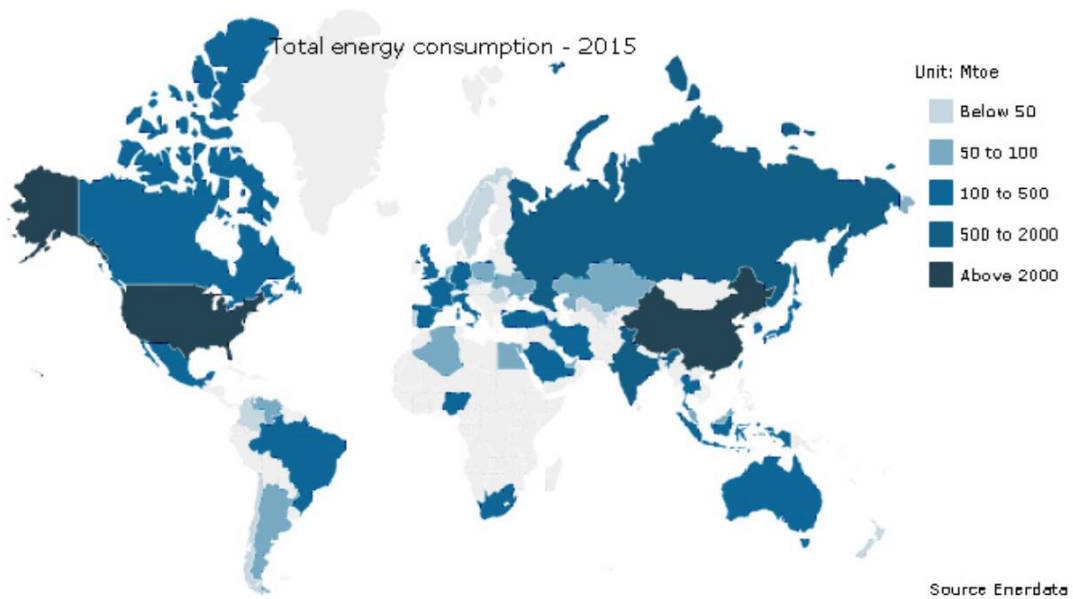 Total energy consumption - 2015
Unit: Mtoe
Below 50
50 to 100
100 to 500
500 to 2000
Above 2000
Source Enerdata